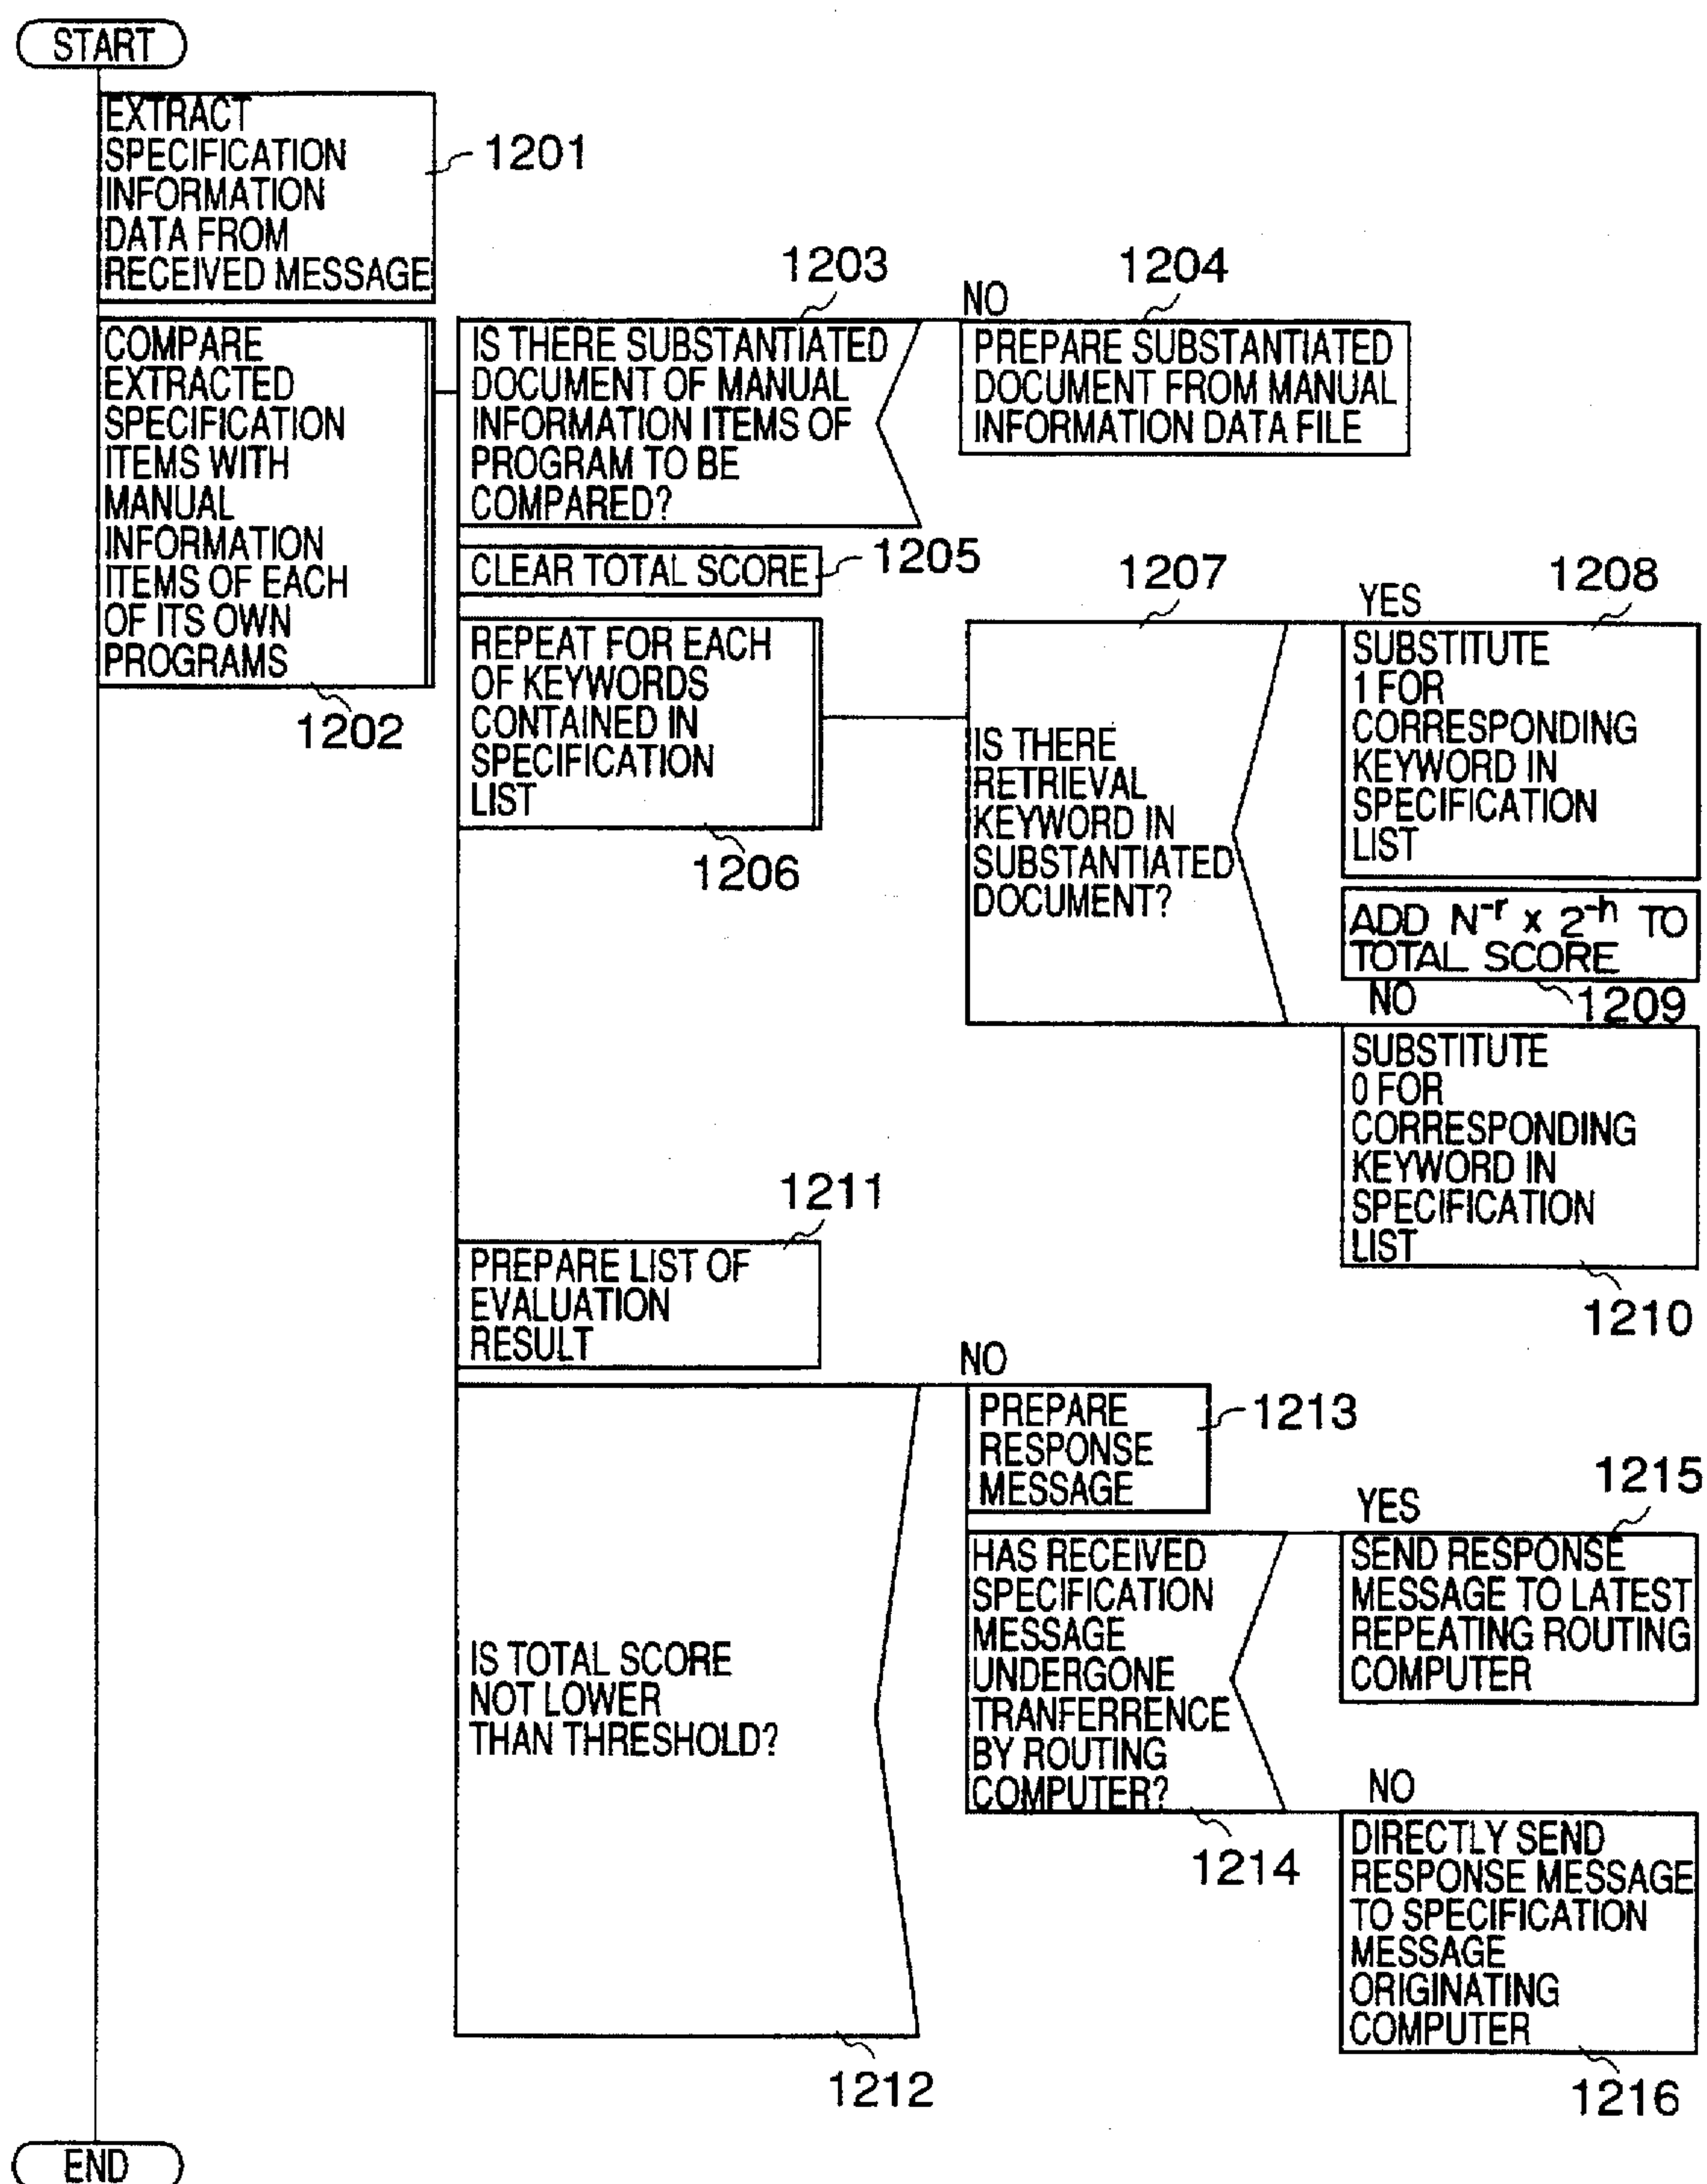 START
EXTRACT
SPECIFICATION
INFORMATION
DATA FROM
RECEIVED MESSAGE
1201
COMPARE
EXTRACTED
SPECIFICATION
ITEMS WITH
MANUAL
INFORMATION
ITEMS OF EACH
OF ITS OWN
PROGRAMS
1202
1203
IS THERE SUBSTANTIATED
DOCUMENT OF MANUAL
INFORMATION ITEMS OF
PROGRAM TO BE
COMPARED?
NO
1204
PREPARE SUBSTANTIATED
DOCUMENT FROM MANUAL
INFORMATION DATA FILE
CLEAR TOTAL SCORE
1205
REPEAT FOR EACH
OF KEYWORDS
CONTAINED IN
SPECIFICATION
LIST
1206
1207
IS THERE
RETRIEVAL
KEYWORD IN
SUBSTANTIATED
DOCUMENT?
YES
1208
SUBSTITUTE
1 FOR
CORRESPONDING
KEYWORD IN
SPECIFICATION
LIST
ADD N⁻ʳ x 2⁻ʰ TO
TOTAL SCORE
1209
NO
SUBSTITUTE
0 FOR
CORRESPONDING
KEYWORD IN
SPECIFICATION
LIST
1210
1211
PREPARE LIST OF
EVALUATION
RESULT
IS TOTAL SCORE
NOT LOWER
THAN THRESHOLD?
1212
NO
PREPARE
RESPONSE
MESSAGE
1213
HAS RECEIVED
SPECIFICATION
MESSAGE
UNDERGONE
TRANFERRENCE
BY ROUTING
COMPUTER?
1214
YES
1215
SEND RESPONSE
MESSAGE TO LATEST
REPEATING ROUTING
COMPUTER
NO
DIRECTLY SEND
RESPONSE MESSAGE
TO SPECIFICATION
MESSAGE
ORIGINATING
COMPUTER
1216
END